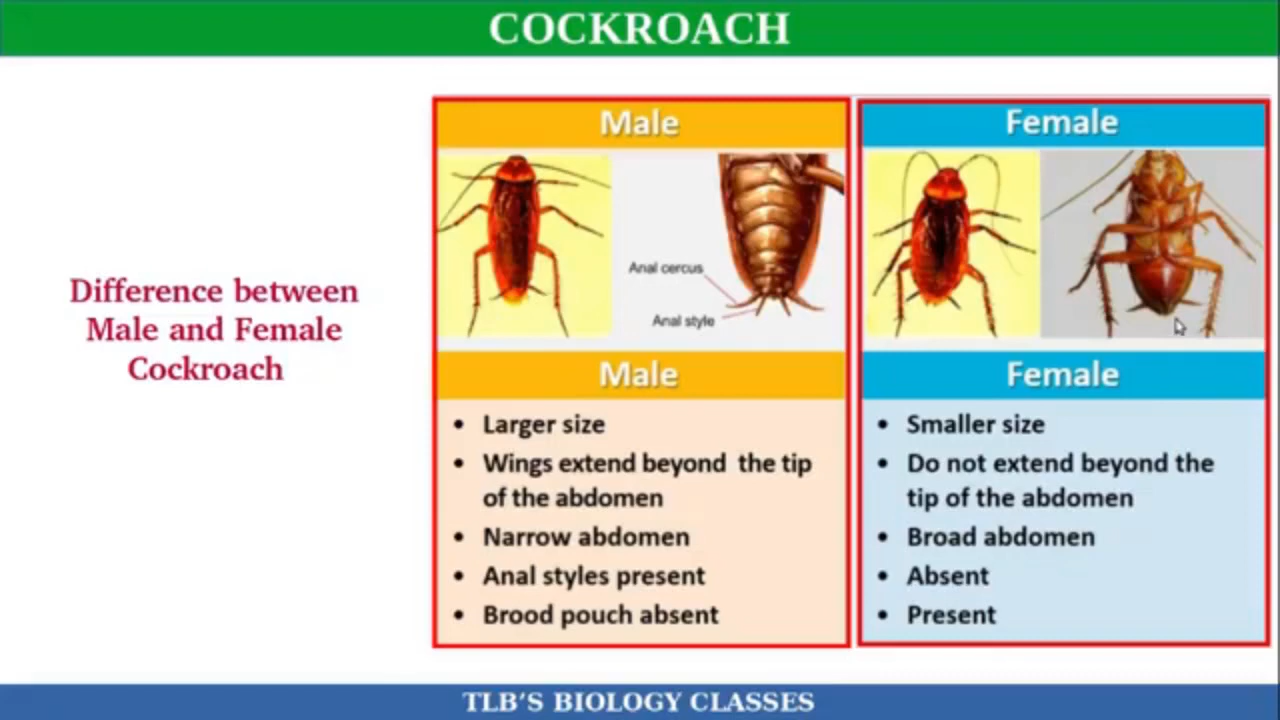 COCKROACH
Difference between
Male and Female
Cockroach
Male
Anal cercus
Anal style
Male
• Larger size
• Wings extend beyond the tip
of the abdomen
• Narrow abdomen
• Anal styles present
• Brood pouch absent
Female
Female
• Smaller size
• Do not extend beyond the
tip of the abdomen
• Broad abdomen
• Absent
• Present
TLB’S BIOLOGY CLASSES